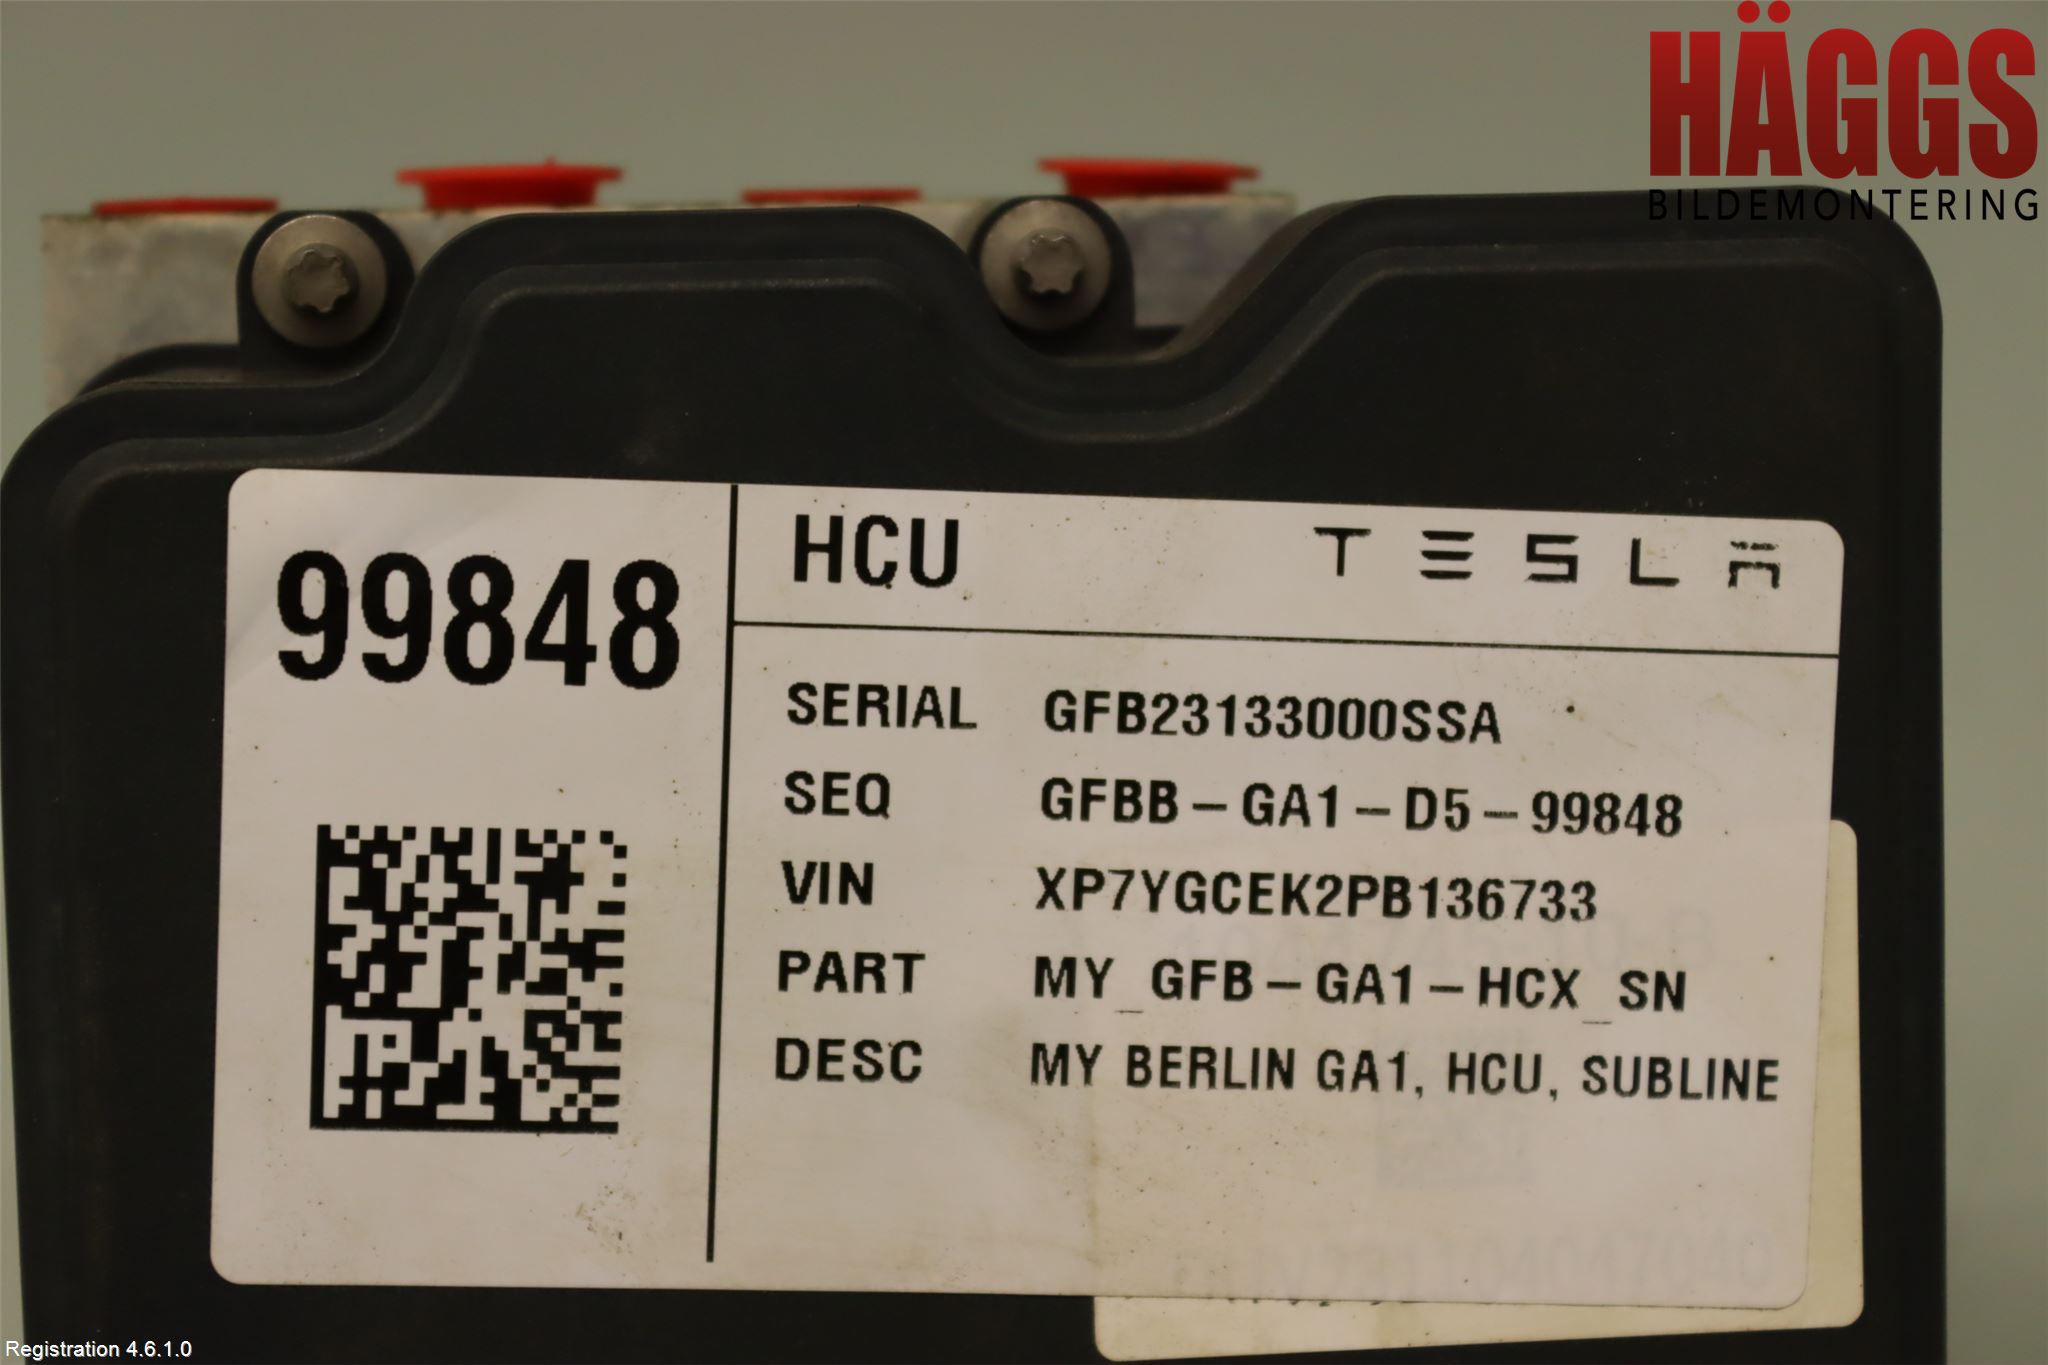 HÄGGS
BILDEMONTERING
99848
HCU
TESLA
SERIAL GFB23133000SSA
SEQ GFBB-GA1-D5-99848
VIN XP7YGCEK2PB136733
PART MY_GFB-GA1-HCX_SN
DESC MY BERLIN GA1, HCU, SUBLINE
Registration 4.6.1.0